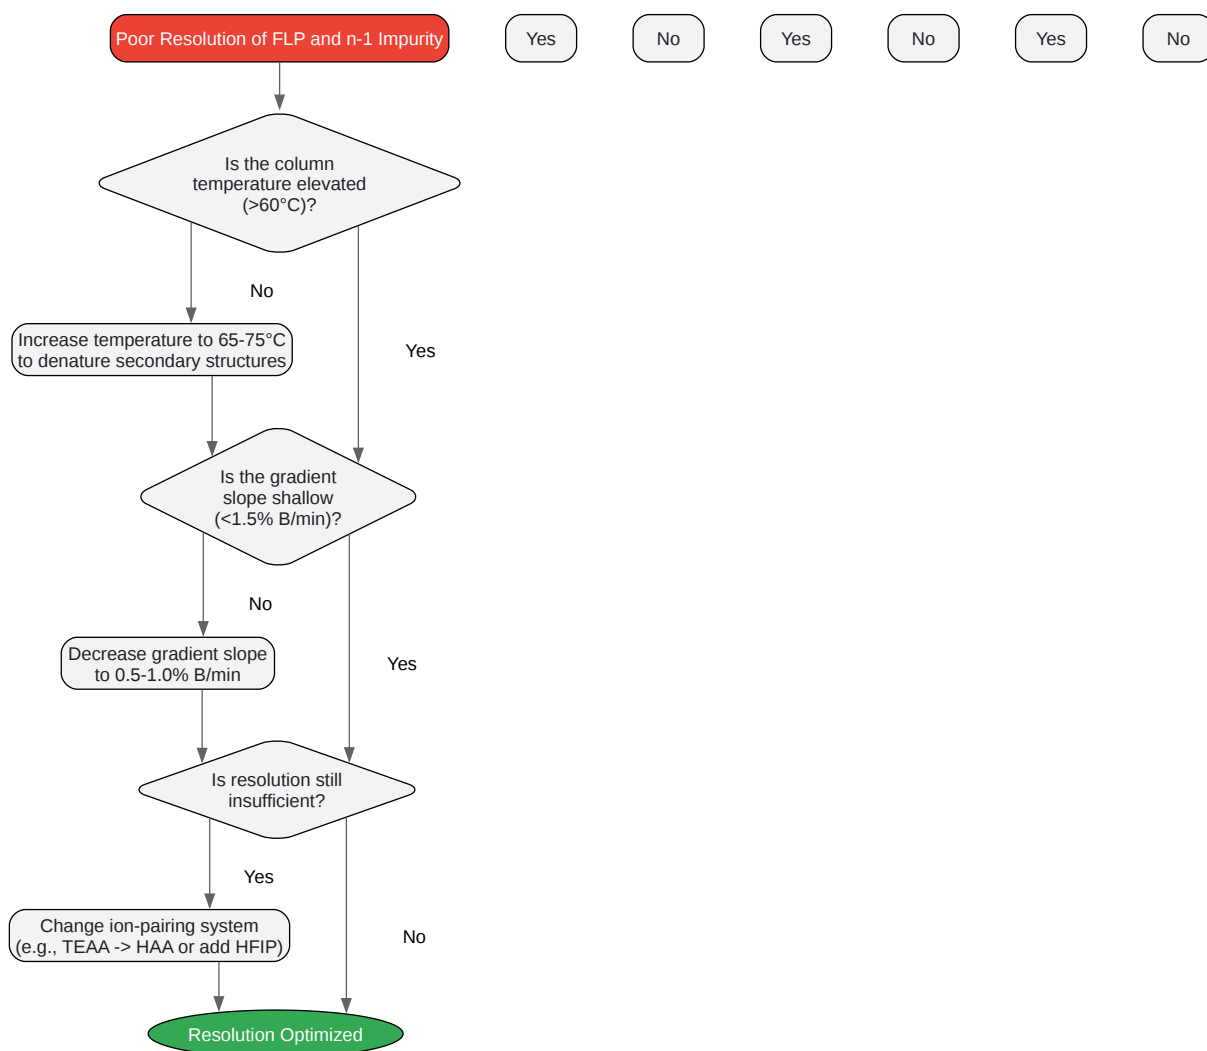 Poor Resolution of FLP and n-1 Impurity
Yes
No
Yes
No
Yes
No
Is the column
temperature elevated
(>60°C)?
No
Increase temperature to 65-75°C
to denature secondary structures
Yes
Is the gradient
slope shallow
(<1.5% B/min)?
No
Decrease gradient slope
to 0.5-1.0% B/min
Yes
Is resolution still
insufficient?
Yes
Change ion-pairing system
(e.g., TEAA -> HAA or add HFIP)
No
Resolution Optimized